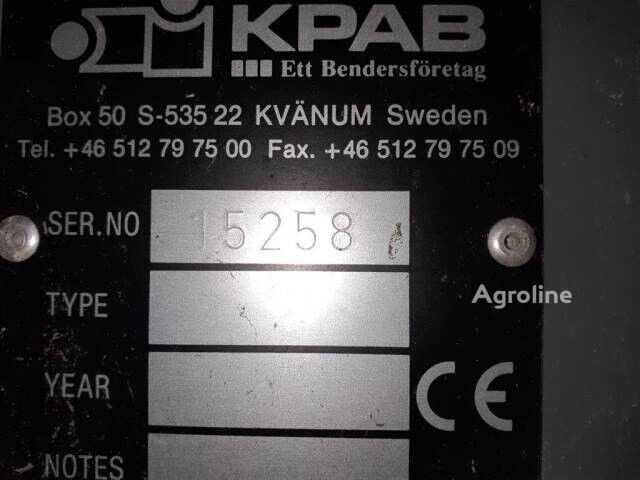 KPAB
Ett Bendersföretag
Box 50 S-535 22 KVÄNUM Sweden
Tel. +46 512 79 75 00 Fax. +46 512 79 75 09
SER.NO 15258
Agroline
TYPE
YEAR CE
NOTES